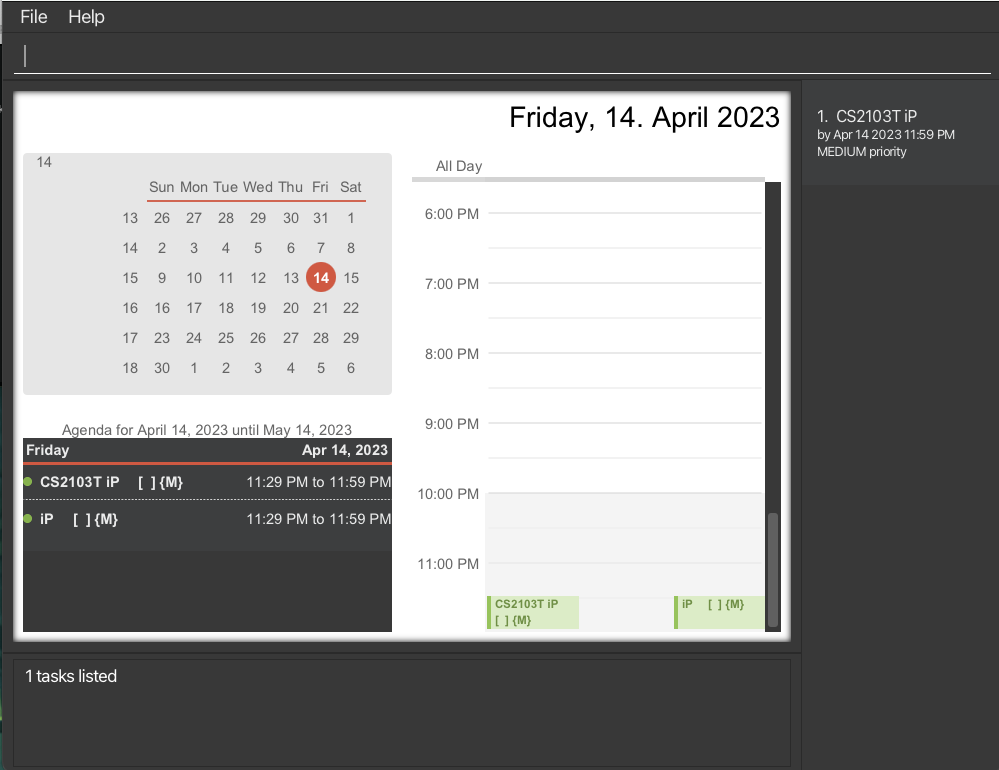 File Help
Friday, 14. April 2023
14
Sun Mon Tue Wed Thu Fri Sat
13 26 27 28 29 30 31 1
14 2 3 4 5 6 7 8
15 9 10 11 12 13 14 15
16 16 17 18 19 20 21 22
17 23 24 25 26 27 28 29
18 30 1 2 3 4 5 6
Agenda for April 14, 2023 until May 14, 2023
Friday Apr 14, 2023
CS2103T iP [ ] {M} 11:29 PM to 11:59 PM
iP [ ] {M} 11:29 PM to 11:59 PM
All Day
6:00 PM
7:00 PM
8:00 PM
9:00 PM
10:00 PM
11:00 PM
CS2103T iP
[ ] {M}
iP [ ] {M}
1. CS2103T iP
by Apr 14 2023 11:59 PM
MEDIUM priority
1 tasks listed